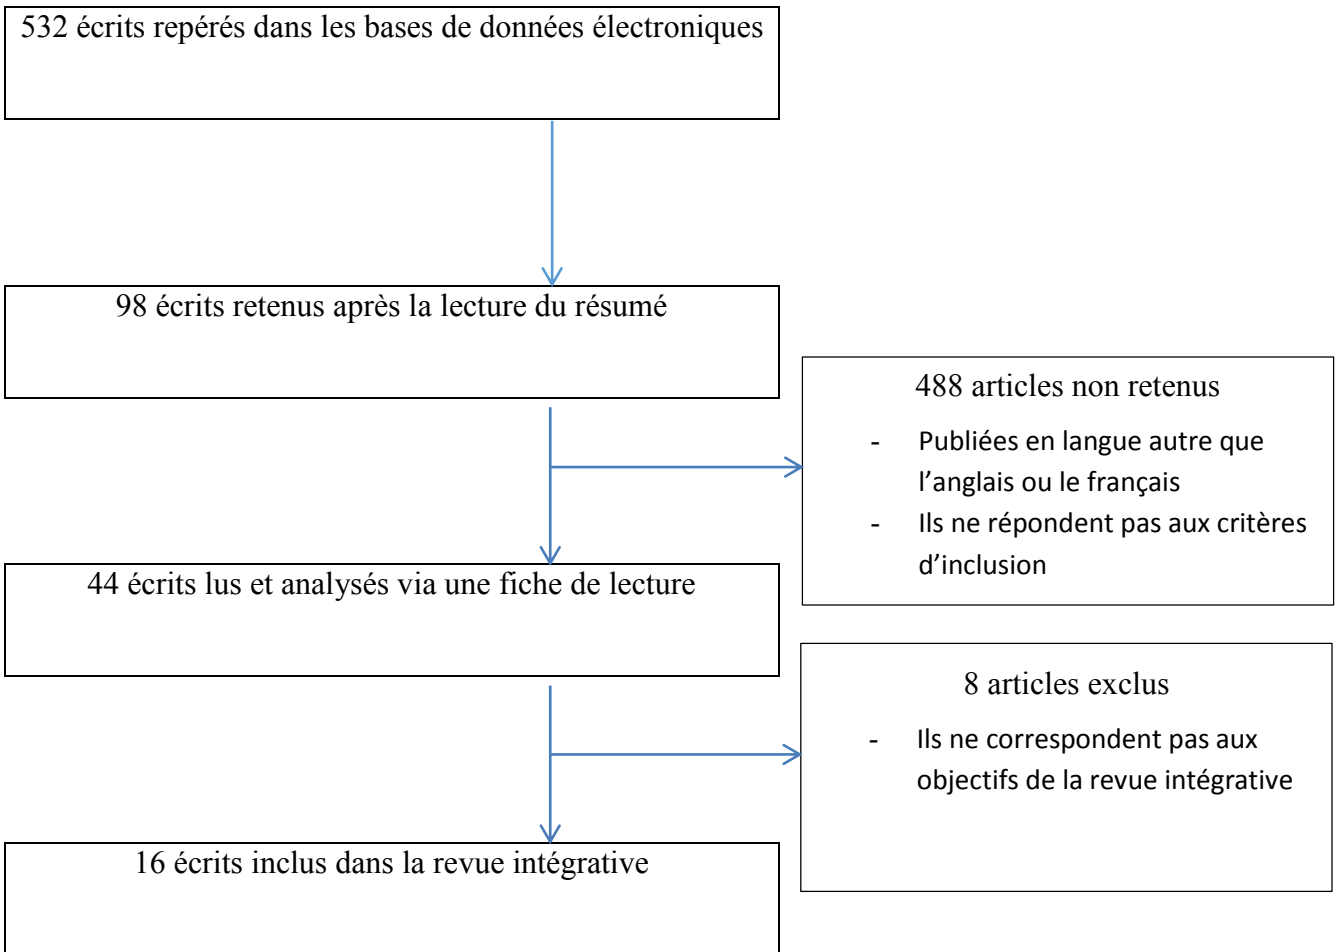 532 écrits repérés dans les bases de données électroniques
98 écrits retenus après la lecture du résumé
488 articles non retenus
- Publiées en langue autre que
l’anglais ou le français
- Ils ne répondent pas aux critères
d’inclusion
44 écrits lus et analysés via une fiche de lecture
8 articles exclus
- Ils ne correspondent pas aux
objectifs de la revue intégrative
16 écrits inclus dans la revue intégrative